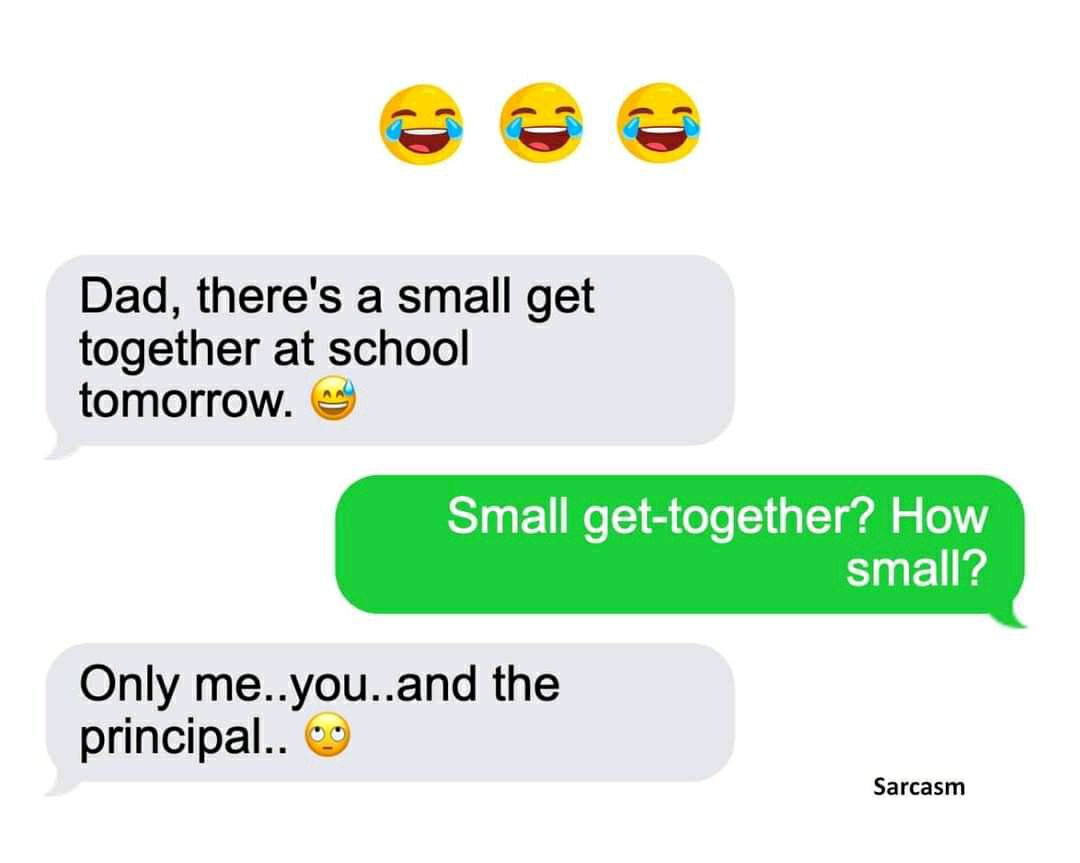 😂 😂 😂
Dad, there's a small get
together at school
tomorrow. 😅
Small get-together? How
small?
Only me..you..and the
principal.. 🙄
Sarcasm